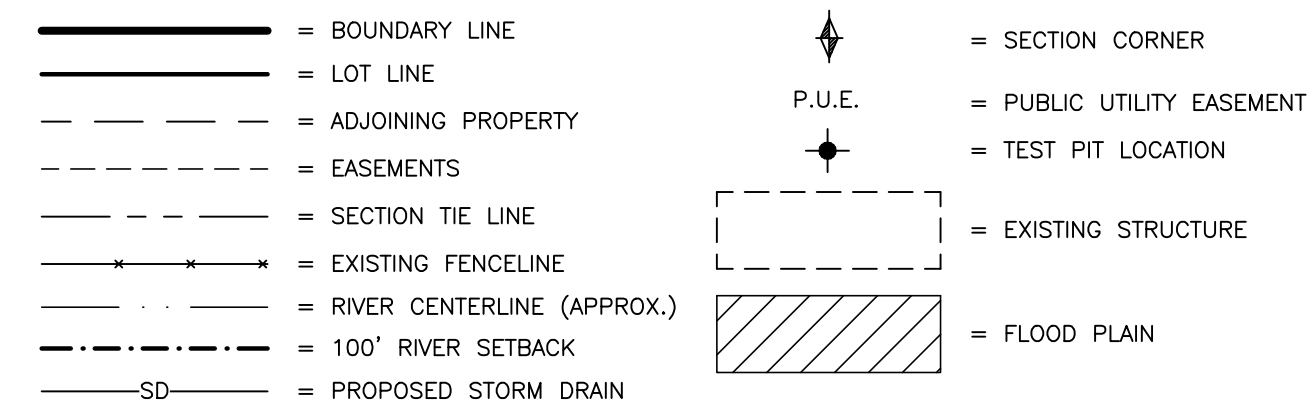 = BOUNDARY LINE
= LOT LINE
= ADJOINING PROPERTY
= EASEMENTS
= SECTION TIE LINE
= EXISTING FENCELINE
= RIVER CENTERLINE (APPROX.)
= 100' RIVER SETBACK
SD = PROPOSED STORM DRAIN
= SECTION CORNER
P.U.E. = PUBLIC UTILITY EASEMENT
= TEST PIT LOCATION
= EXISTING STRUCTURE
= FLOOD PLAIN